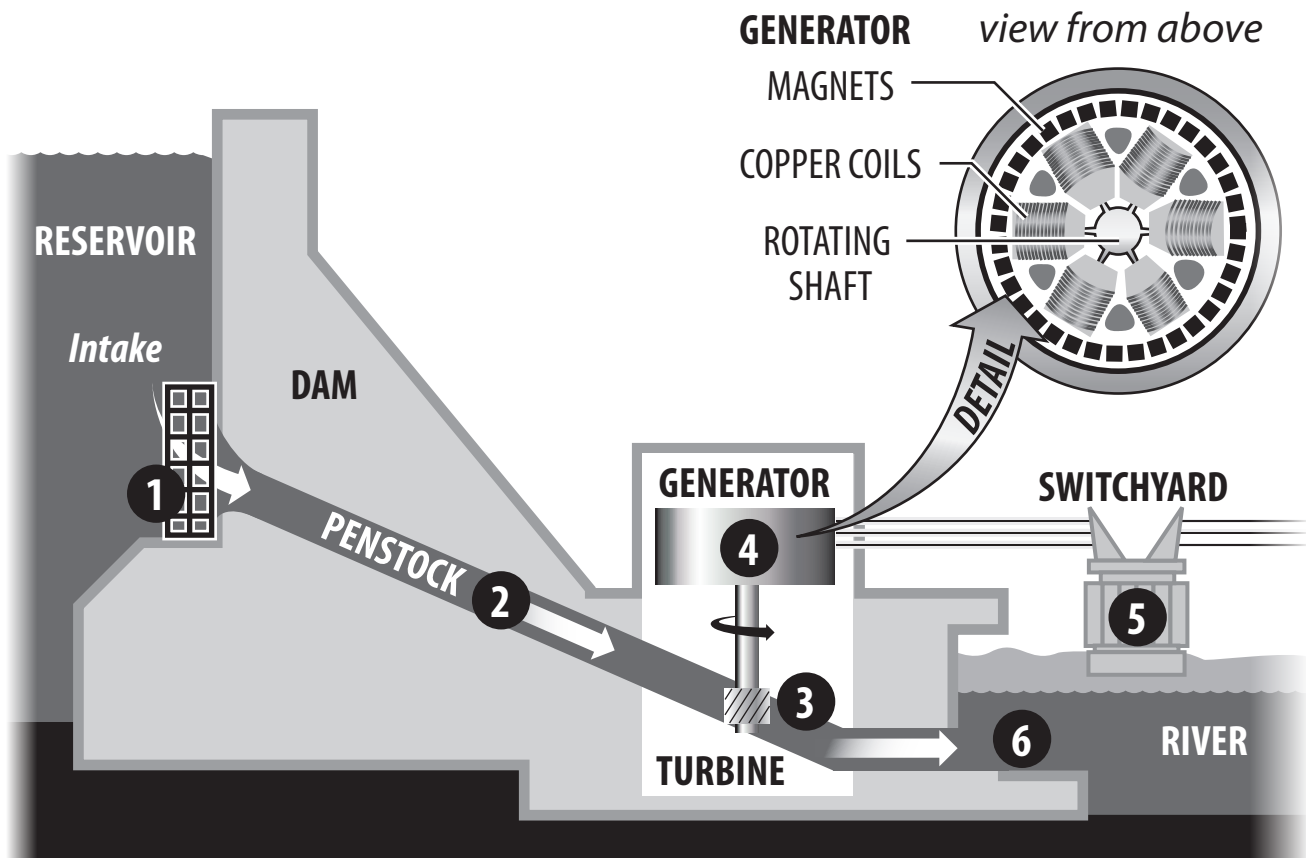 GENERATOR view from above
MAGNETS
COPPER COILS
ROTATING
SHAFT
RESERVOIR
Intake
DAM
DETAIL
1
PENSTOCK
2
GENERATOR
4
SWITCHYARD
5
3
TURBINE
6
RIVER